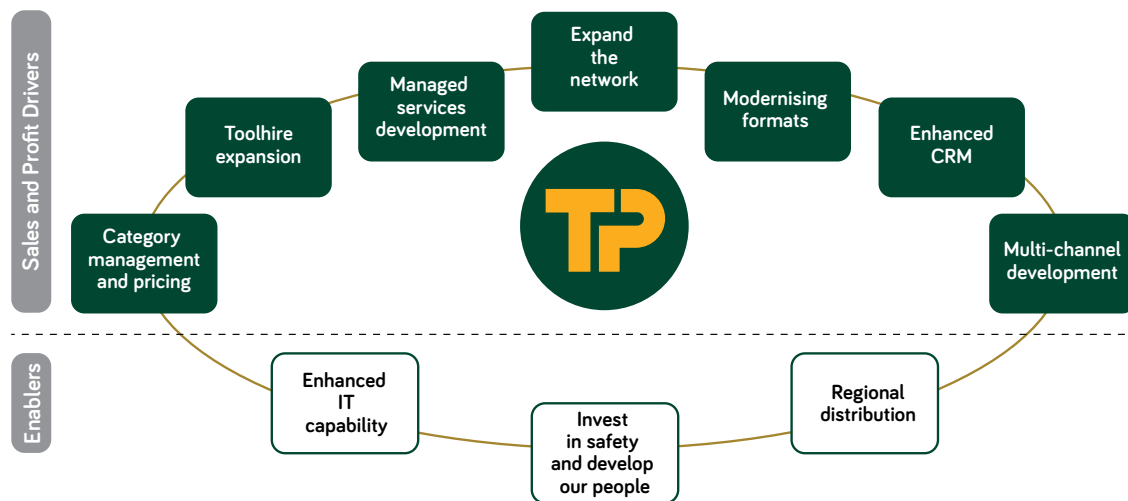 Sales and Profit Drivers
Category
management
and pricing
Toolhire
expansion
Managed
services
development
Expand
the
network
Modernising
formats
Enhanced
CRM
Multi-channel
development
TP
Enablers
Enhanced
IT
capability
Invest
in safety
and develop
our people
Regional
distribution